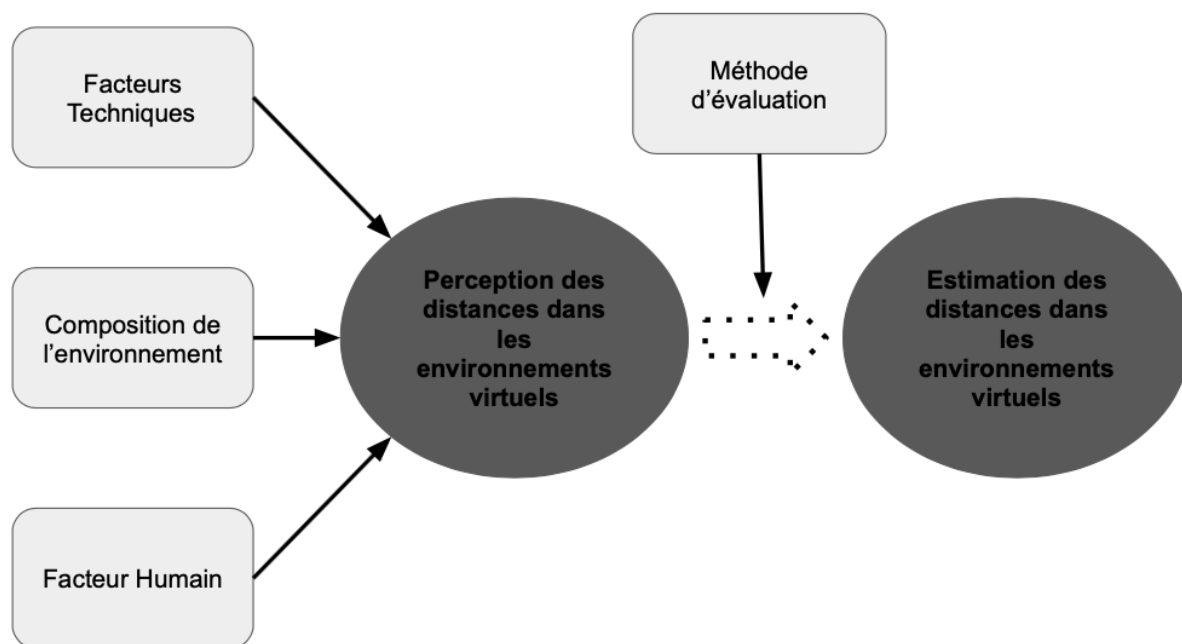 Facteurs
Techniques
Méthode
d'évaluation
Composition de
l'environnement
Perception des
distances dans
les
environnements
virtuels
Estimation des
distances dans
les
environnements
virtuels
Facteur Humain